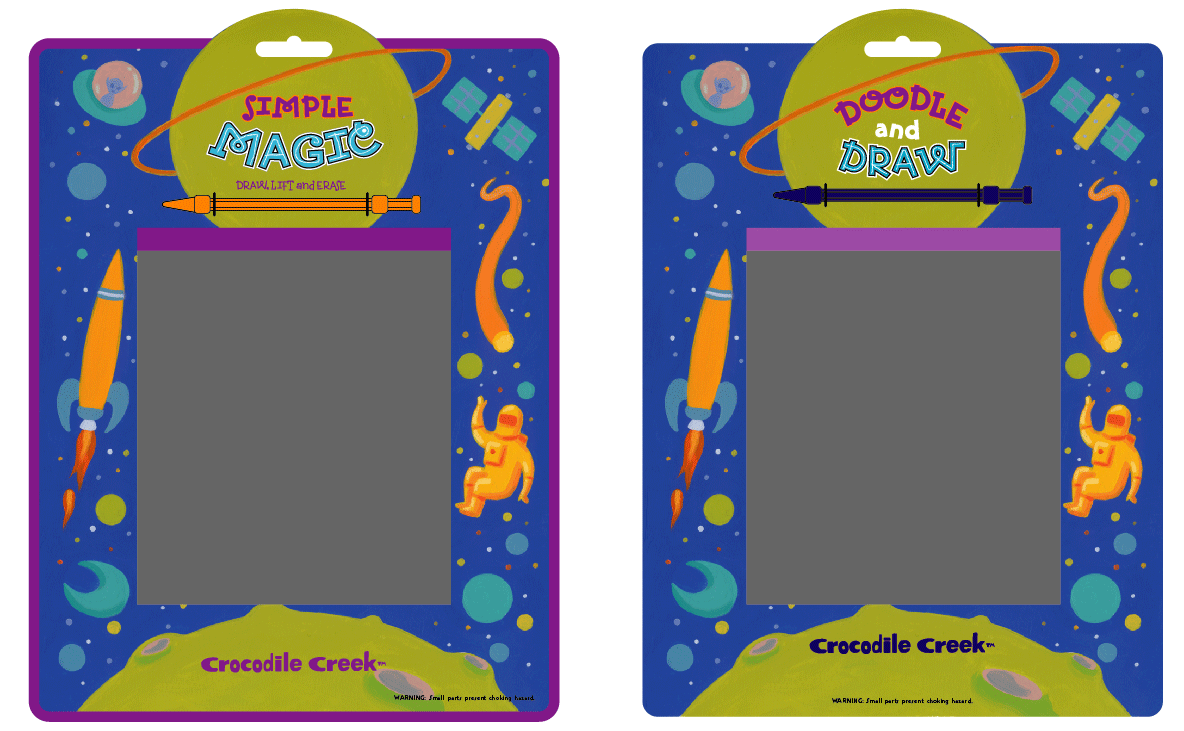 SIMPLE
MAGIC
DRAW, LIFT and ERASE
Crocodile Creek™
WARNING: Small parts present choking hazard.
DOODLE
and
DRAW
Crocodile Creek™
WARNING: Small parts present choking hazard.